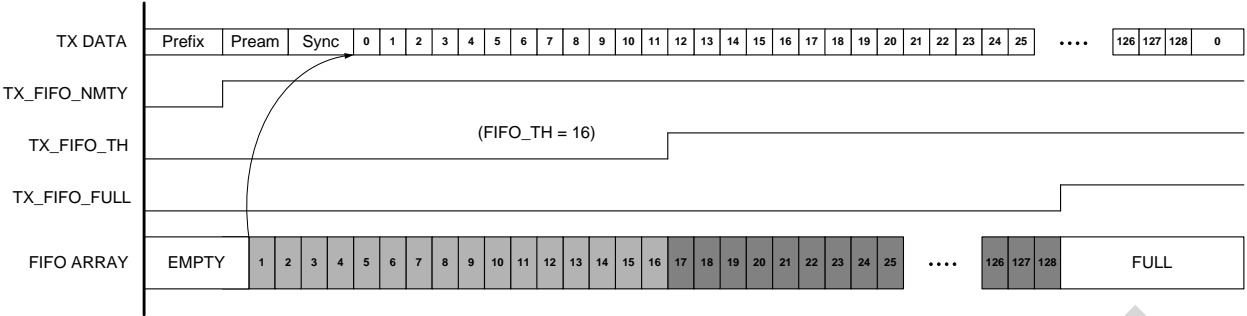 TX DATA Prefix Pream Sync 0 1 2 3 4 5 6 7 8 9 10 11 12 13 14 15 16 17 18 19 20 21 22 23 24 25 .... 126 127 128 0
TX_FIFO_NMTY
(FIFO_TH = 16)
TX_FIFO_TH
TX_FIFO_FULL
FIFO ARRAY EMPTY 1 2 3 4 5 6 7 8 9 10 11 12 13 14 15 16 17 18 19 20 21 22 23 24 25 .... 126 127 128 FULL